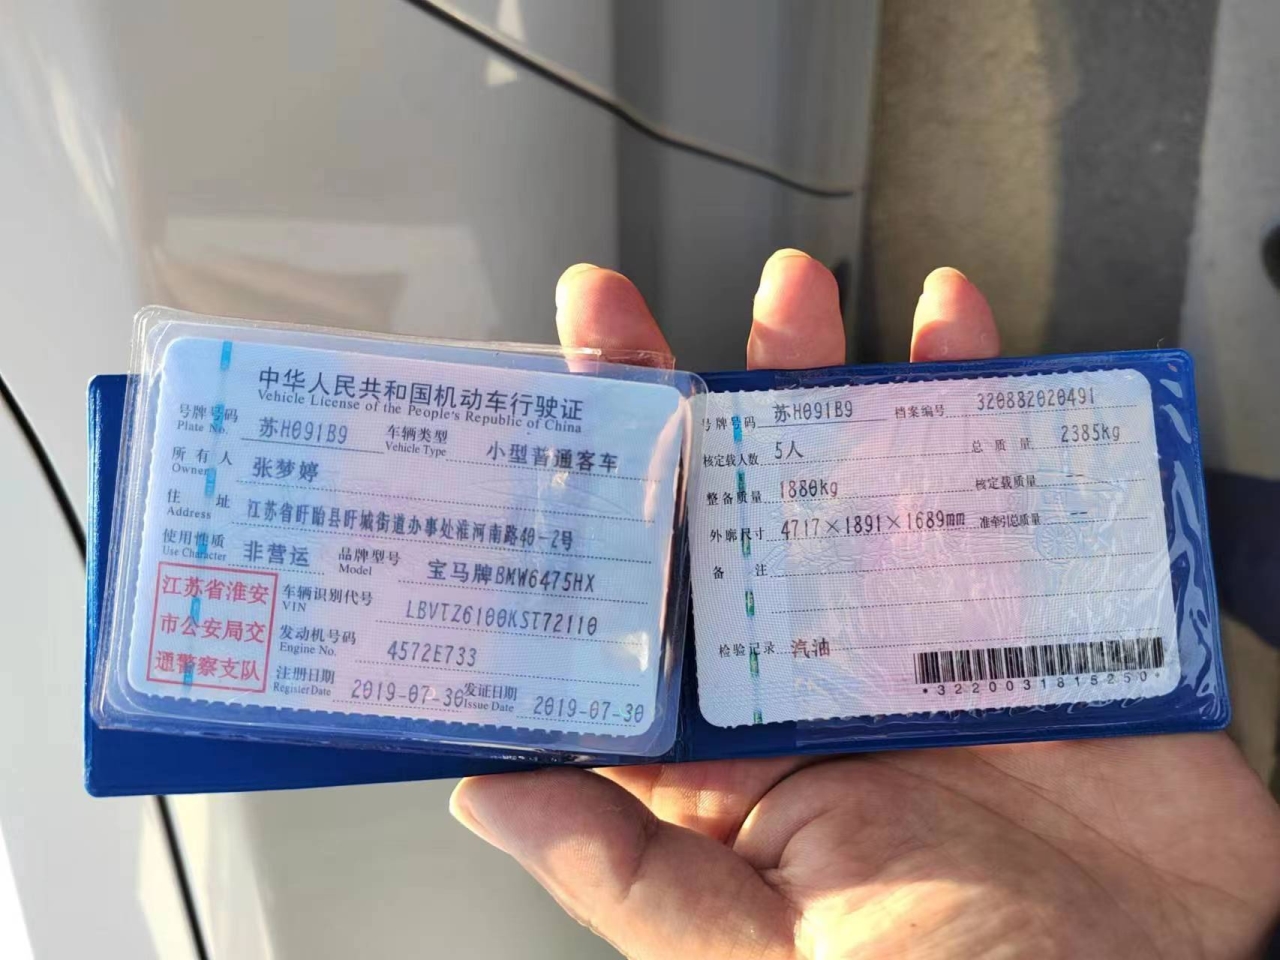 中华人民共和国机动车行驶证
Vehicle License of the People's Republic of China
号牌号码 苏H091B9 车辆类型 小型普通客车
Plate No. Vehicle Type
所有人 张梦婷
Owner
住址 江苏省盱眙县盱城街道办事处淮河南路40-2号
Address
使用性质 非营运 品牌型号 宝马牌BMW6475HX
Use Character Model
江苏省淮安
市公安局交
通警察支队
车辆识别代号 LBVTZ6100KST72110
VIN
发动机号码 4572E733
Engine No.
注册日期 2019-07-30 发证日期 2019-07-30
Register Date Issue Date
号牌号码 苏H091B9 档案编号 320882020491
核定载人数 5人 总质量 2385kg
整备质量 1880kg 核定载质量 --
外廓尺寸 4717×1891×1689mm 准牵引总质量 --
备注
检验记录 汽油
*3220031815250*